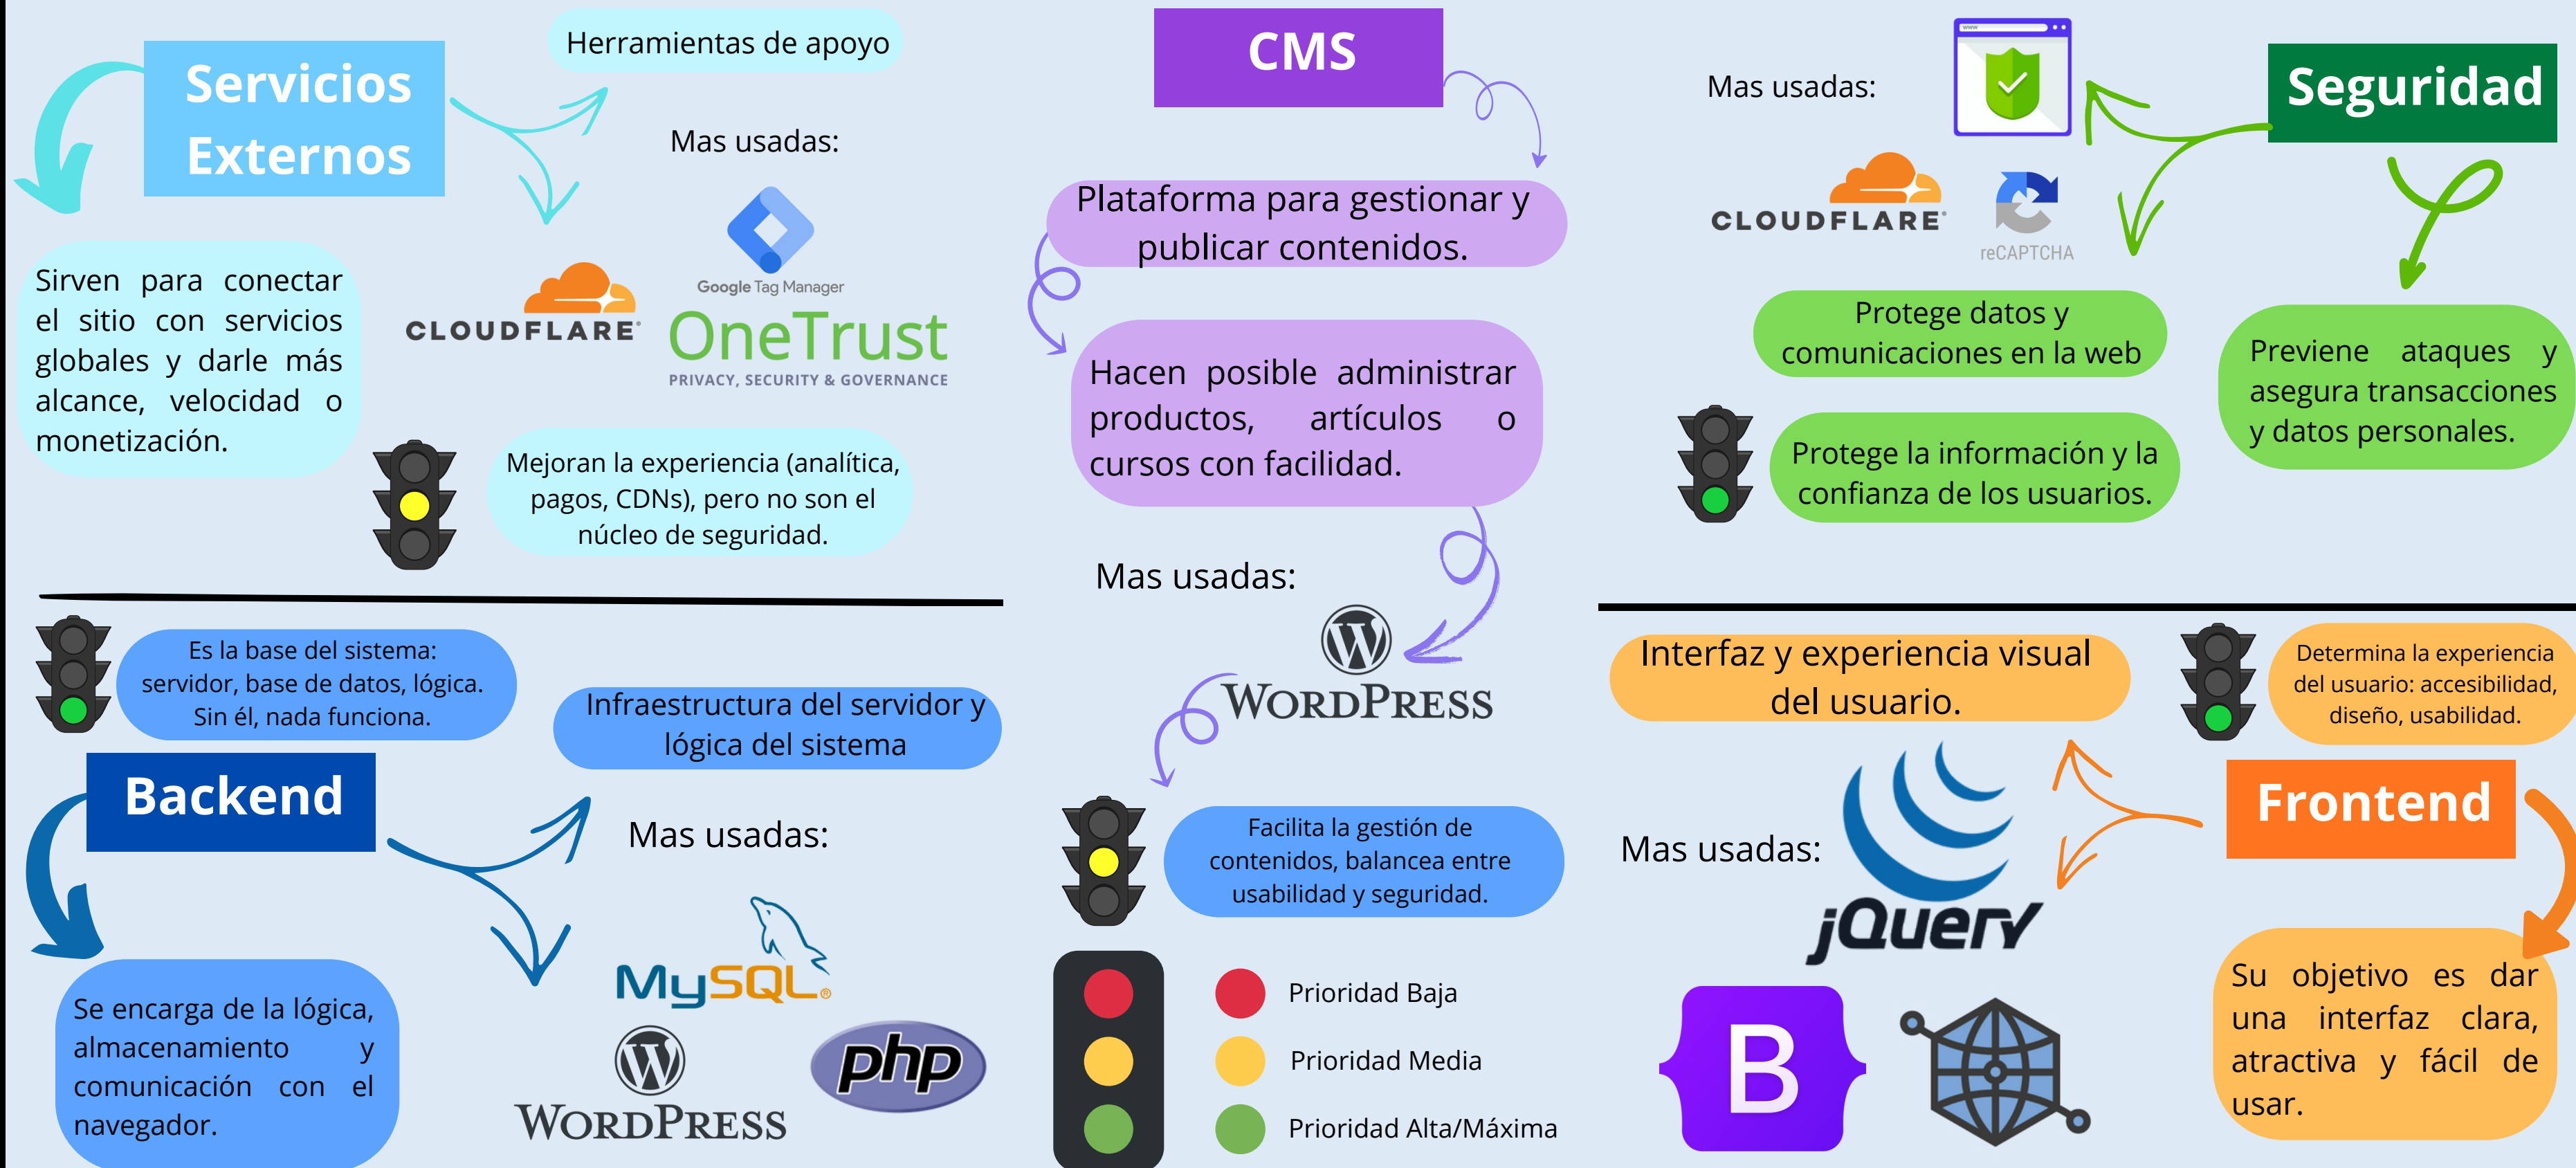 Servicios
Externos
Herramientas de apoyo
Mas usadas:
Google Tag Manager
CLOUDFLARE
OneTrust
PRIVACY, SECURITY & GOVERNANCE
Sirven para conectar
el sitio con servicios
globales y darle más
alcance, velocidad o
monetización.
Mejoran la experiencia (analítica,
pagos, CDNs), pero no son el
núcleo de seguridad.
CMS
Plataforma para gestionar y
publicar contenidos.
Hacen posible administrar
productos, artículos o
cursos con facilidad.
Mas usadas:
WORDPRESS
Facilita la gestión de
contenidos, balancea entre
usabilidad y seguridad.
Prioridad Baja
Prioridad Media
Prioridad Alta/Máxima
Seguridad
Mas usadas:
www
CLOUDFLARE
reCAPTCHA
Protege datos y
comunicaciones en la web
Protege la información y la
confianza de los usuarios.
Previene ataques y
asegura transacciones
y datos personales.
Es la base del sistema:
servidor, base de datos, lógica.
Sin él, nada funciona.
Backend
Infraestructura del servidor y
lógica del sistema
Mas usadas:
MySQL®
WORDPRESS
php
Se encarga de la lógica,
almacenamiento y
comunicación con el
navegador.
Interfaz y experiencia visual
del usuario.
Determina la experiencia
del usuario: accesibilidad,
diseño, usabilidad.
Frontend
Mas usadas:
jQuery
B
Su objetivo es dar
una interfaz clara,
atractiva y fácil de
usar.